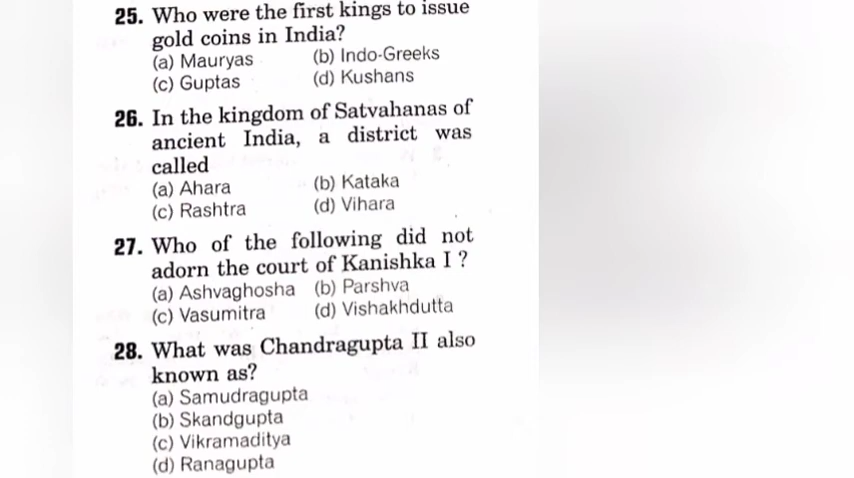 25. Who were the first kings to issue
gold coins in India?
(a) Mauryas (b) Indo-Greeks
(c) Guptas (d) Kushans
26. In the kingdom of Satvahanas of
ancient India, a district was
called
(a) Ahara (b) Kataka
(c) Rashtra (d) Vihara
27. Who of the following did not
adorn the court of Kanishka I ?
(a) Ashvaghosha (b) Parshva
(c) Vasumitra (d) Vishakhdutta
28. What was Chandragupta II also
known as?
(a) Samudragupta
(b) Skandgupta
(c) Vikramaditya
(d) Ranagupta